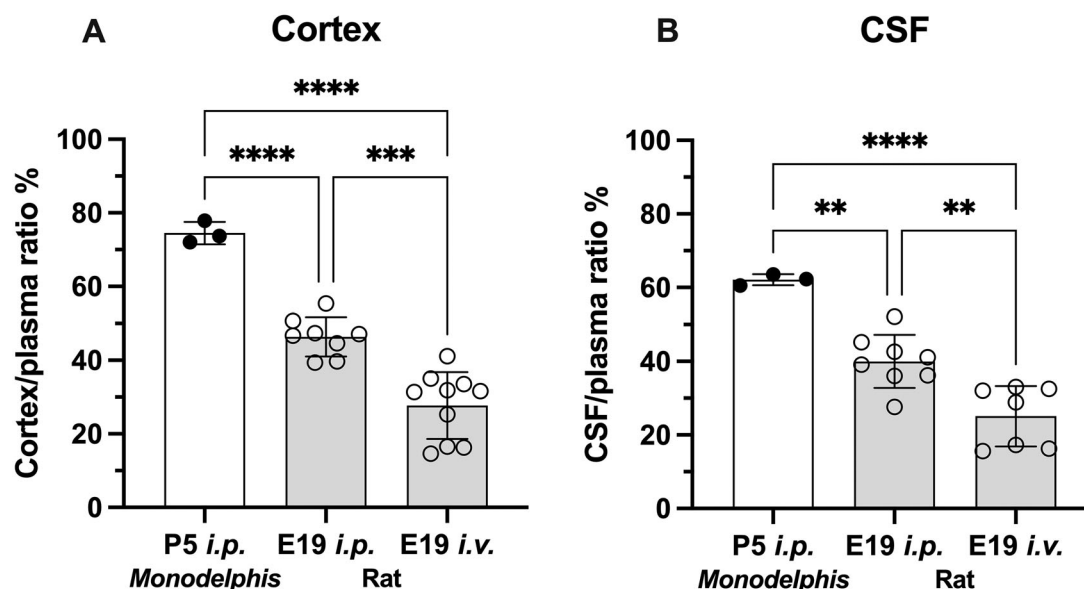 A Cortex
****
**** ***
Cortex/plasma ratio %
100
80
60
40
20
0
P5 i.p. E19 i.p. E19 i.v.
Monodelphis Rat
B CSF
****
** **
CSF/plasma ratio %
100
80
60
40
20
0
P5 i.p. E19 i.p. E19 i.v.
Monodelphis Rat